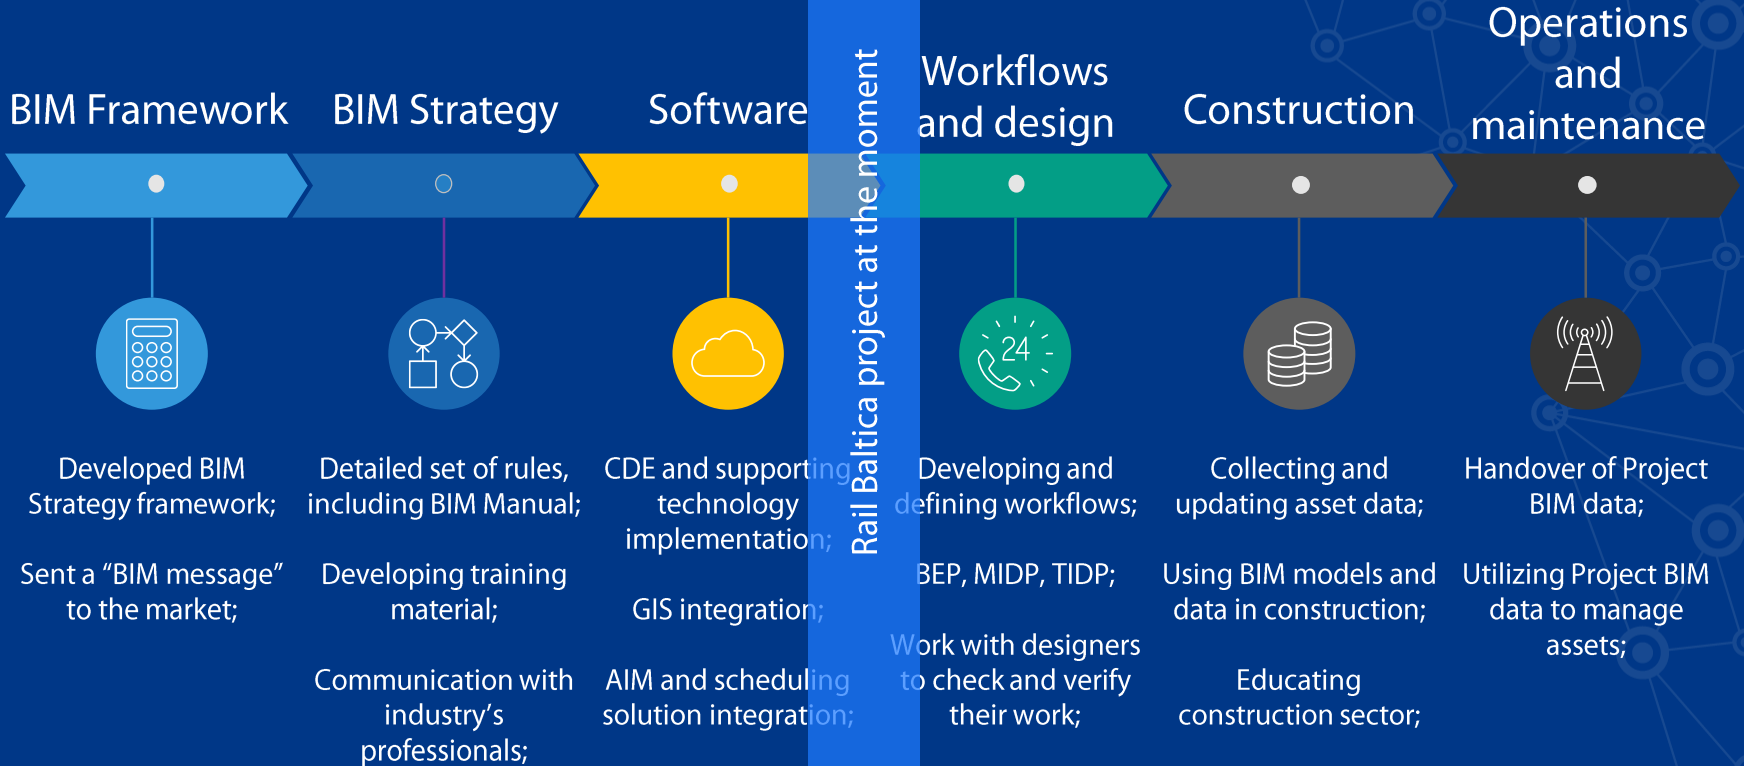 BIM Framework
Developed BIM
Strategy framework;
Sent a “BIM message”
to the market;
BIM Strategy
Detailed set of rules,
including BIM Manual;
Developing training
material;
Communication with
industry’s
professionals;
Software
CDE and supporting
technology
implementation;
GIS integration;
AIM and scheduling
solution integration;
Rail Baltica project at the moment
Workflows
and design
24
Developing and
defining workflows;
BEP, MIDP, TIDP;
Work with designers
to check and verify
their work;
Construction
Collecting and
updating asset data;
Using BIM models and
data in construction;
Educating
construction sector;
Operations
and
maintenance
Handover of Project
BIM data;
Utilizing Project BIM
data to manage
assets;